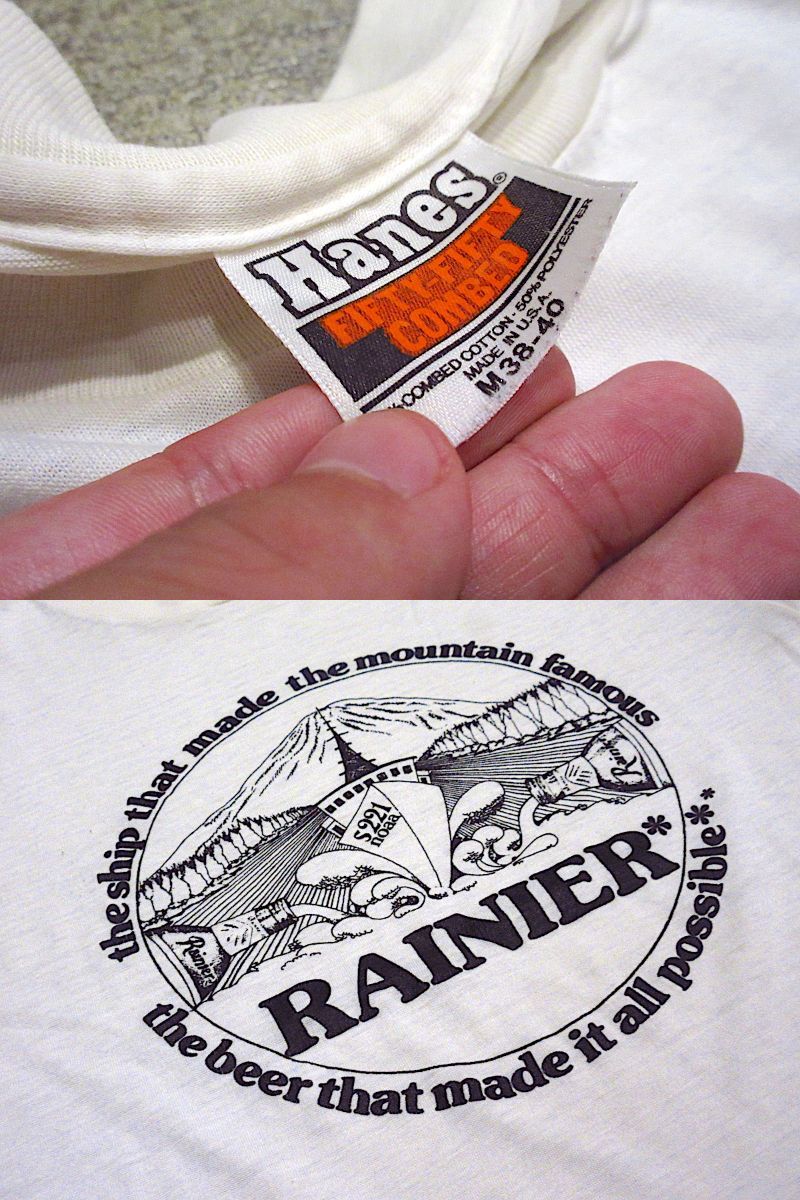 Hanes®
FIFTY-FIFTY
COMBED
% COMBED COTTON · 50% POLYESTER
MADE IN U.S.A.
M 38-40
the ship that made the mountain famous
Rainier
S221
noaa
Rainier
RAINIER*
the beer that made it all possible**